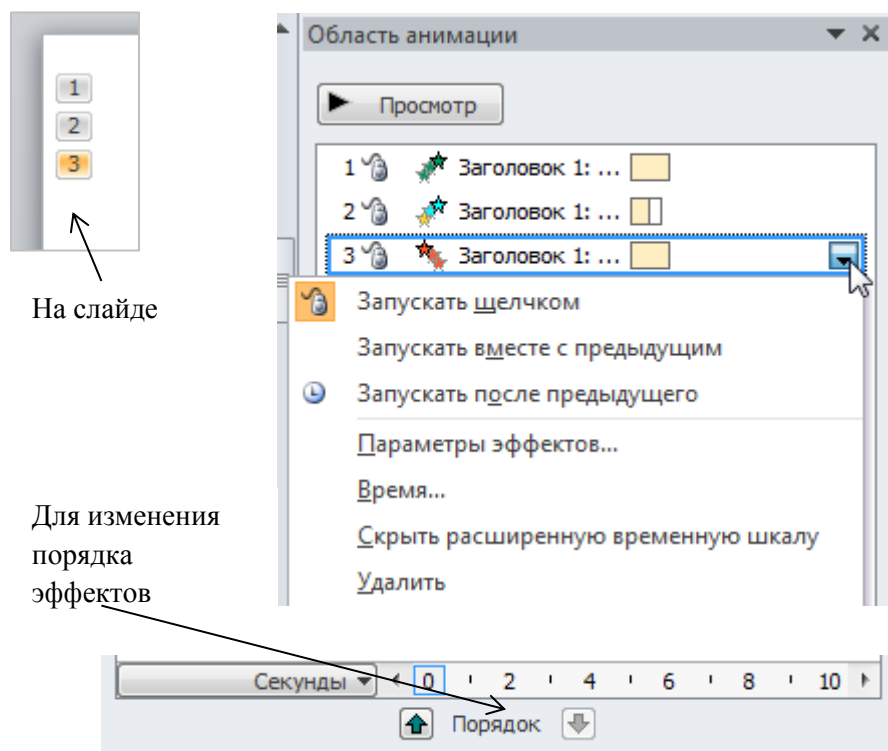 1
2
3
На слайде
Область анимации
Просмотр
1 Заголовок 1: ...
2 Заголовок 1: ...
3 Заголовок 1: ...
Запускать щелчком
Запускать вместе с предыдущим
Запускать после предыдущего
Параметры эффектов...
Время...
Скрыть расширенную временную шкалу
Удалить
Для изменения
порядка
эффектов
Секунды 0 2 4 6 8 10
Порядок